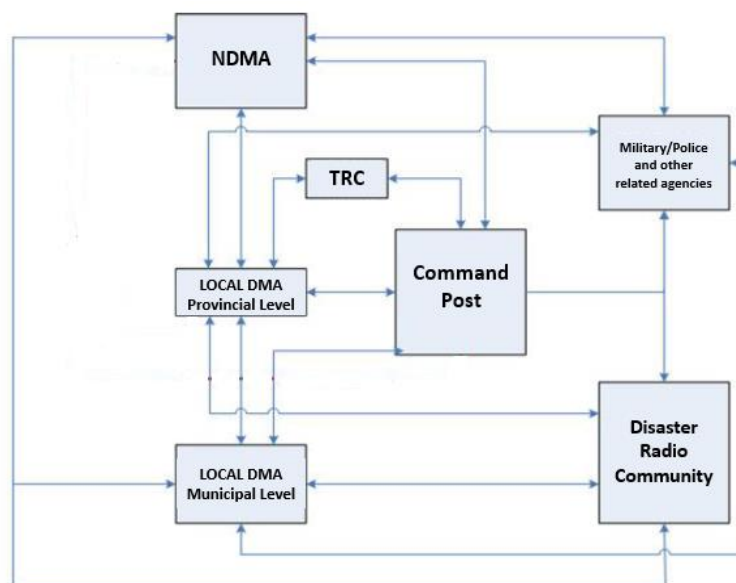 NDMA
Military/Police
and other
related agencies
TRC
Command
Post
LOCAL DMA
Provincial Level
Disaster
Radio
Community
LOCAL DMA
Municipal Level